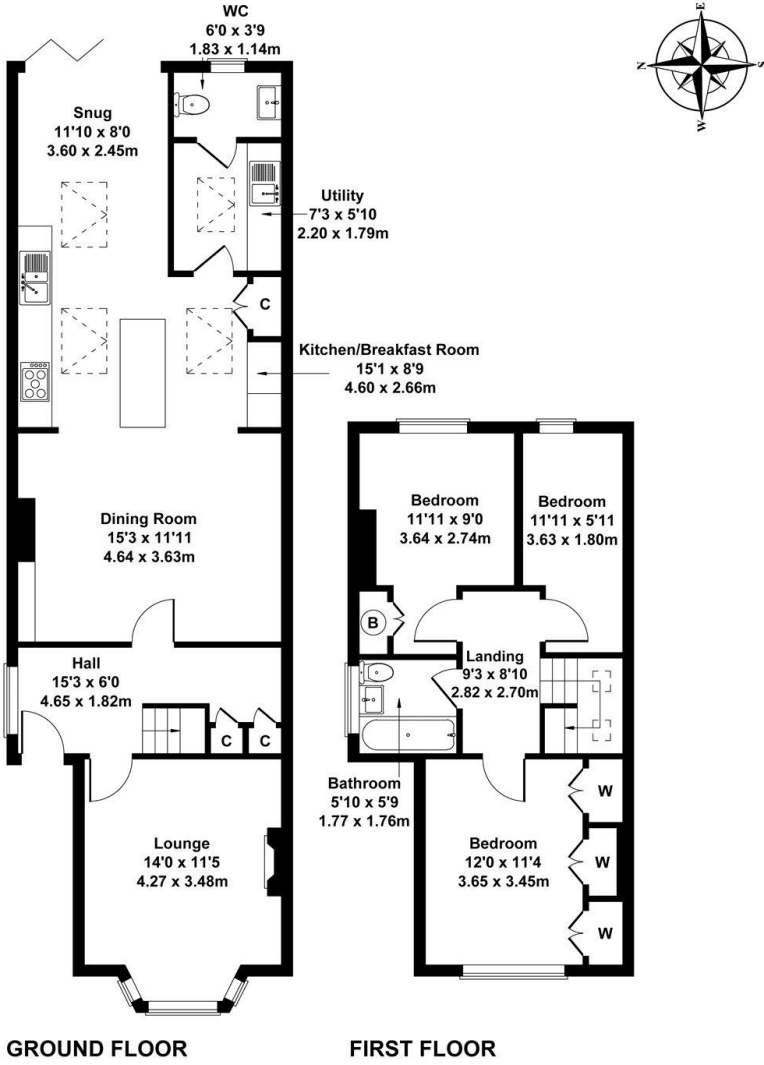 WC
6'0 x 3'9
1.83 x 1.14m
E
N
S
W
Snug
11'10 x 8'0
3.60 x 2.45m
Utility
7'3 x 5'10
2.20 x 1.79m
C
Kitchen/Breakfast Room
15'1 x 8'9
4.60 x 2.66m
Dining Room
15'3 x 11'11
4.64 x 3.63m
Bedroom
11'11 x 9'0
3.64 x 2.74m
Bedroom
11'11 x 5'11
3.63 x 1.80m
B
Hall
15'3 x 6'0
4.65 x 1.82m
Landing
9'3 x 8'10
2.82 x 2.70m
C
C
Bathroom
5'10 x 5'9
1.77 x 1.76m
Lounge
14'0 x 11'5
4.27 x 3.48m
Bedroom
12'0 x 11'4
3.65 x 3.45m
W
W
W
GROUND FLOOR
FIRST FLOOR